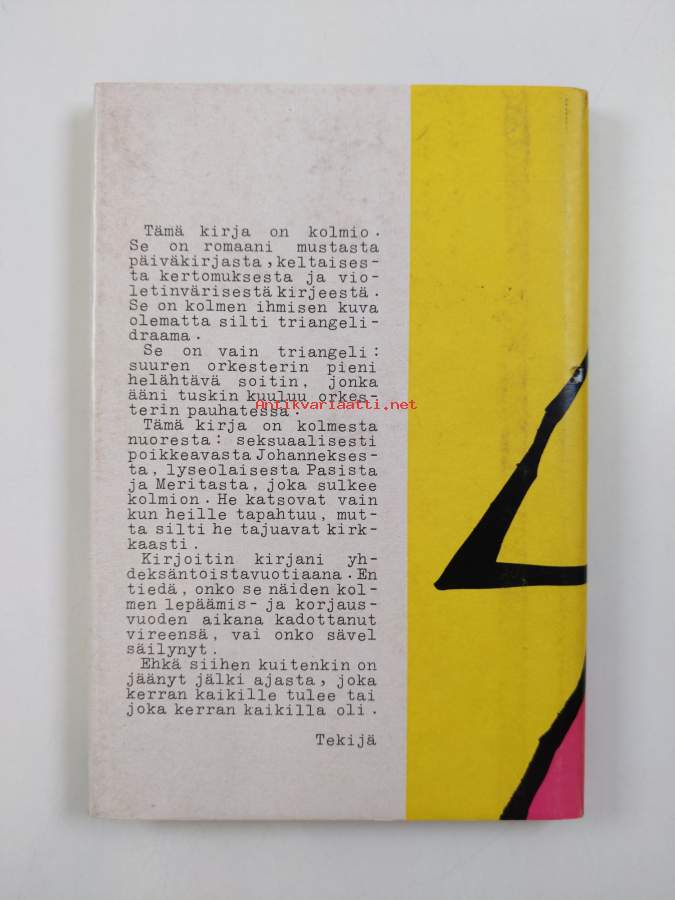 Tämä kirja on kolmio.
Se on romaani mustasta
päiväkirjasta, keltaises-
ta kertomuksesta ja vio-
letinvärisestä kirjeestä.
Se on kolmen ihmisen kuva
olematta silti triangeli-
draama.
Se on vain triangeli:
suuren orkesterin pieni
helähtävä soitin, jonka
ääni tuskin kuuluu orkes-
terin pauhatessa.
Antikvariaatti.net
Tämä kirja on kolmesta
nuoresta: seksuaalisesti
poikkeavasta Johanneksес-
ta, lyseolaisesta Pasista
ja Meritasta, joka sulkee
kolmion. He katsovat vain
kun heille tapahtuu, mut-
ta silti he tajuavat kirk-
kaasti.
Kirjoitin kirjani yh-
deksäntoistavuotiaana. En
tiedä, onko se näiden kol-
men lepäämis- ja korjaus-
vuoden aikana kadottanut
vireensä, vai onko sävel
säilynyt.
Ehkä siihen kuitenkin on
jäänyt jälki ajasta, joka
kerran kaikille tulee tai
joka kerran kaikilla oli.
Tekijä